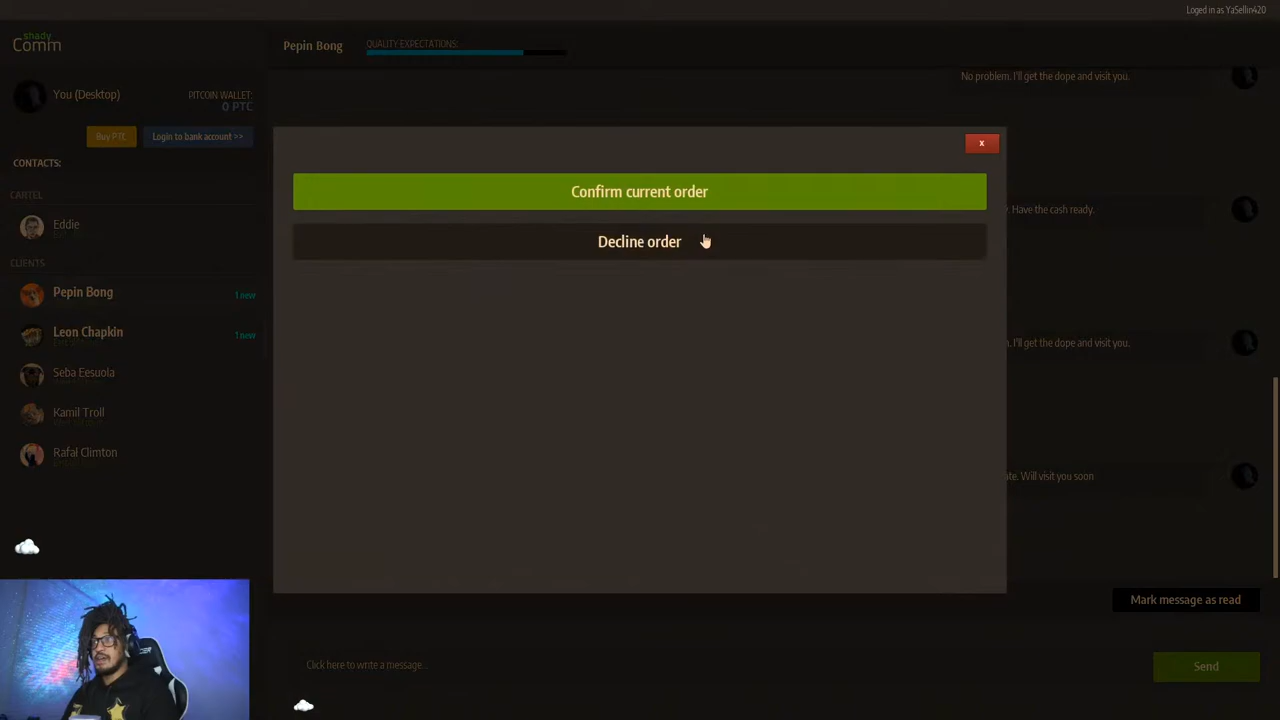 Loged in as YaSellin420
shady
Comm
Pepin Bong
QUALITY EXPECTATIONS:
No problem. I'll get the dope and visit you.
You (Desktop)
PITCOIN WALLET:
0 PTC
Buy PTC
Login to bank account >>
x
CONTACTS:
Confirm current order
CARTEL
Have the cash ready.
Eddie
Decline order
CLIENTS
Pepin Bong
1 new
Leon Chapkin
1 new
I'll get the dope and visit you.
Seba Eesuola
Kamil Troll
Rafal Climton
Will visit you soon
Mark message as read
Click here to write a message...
Send